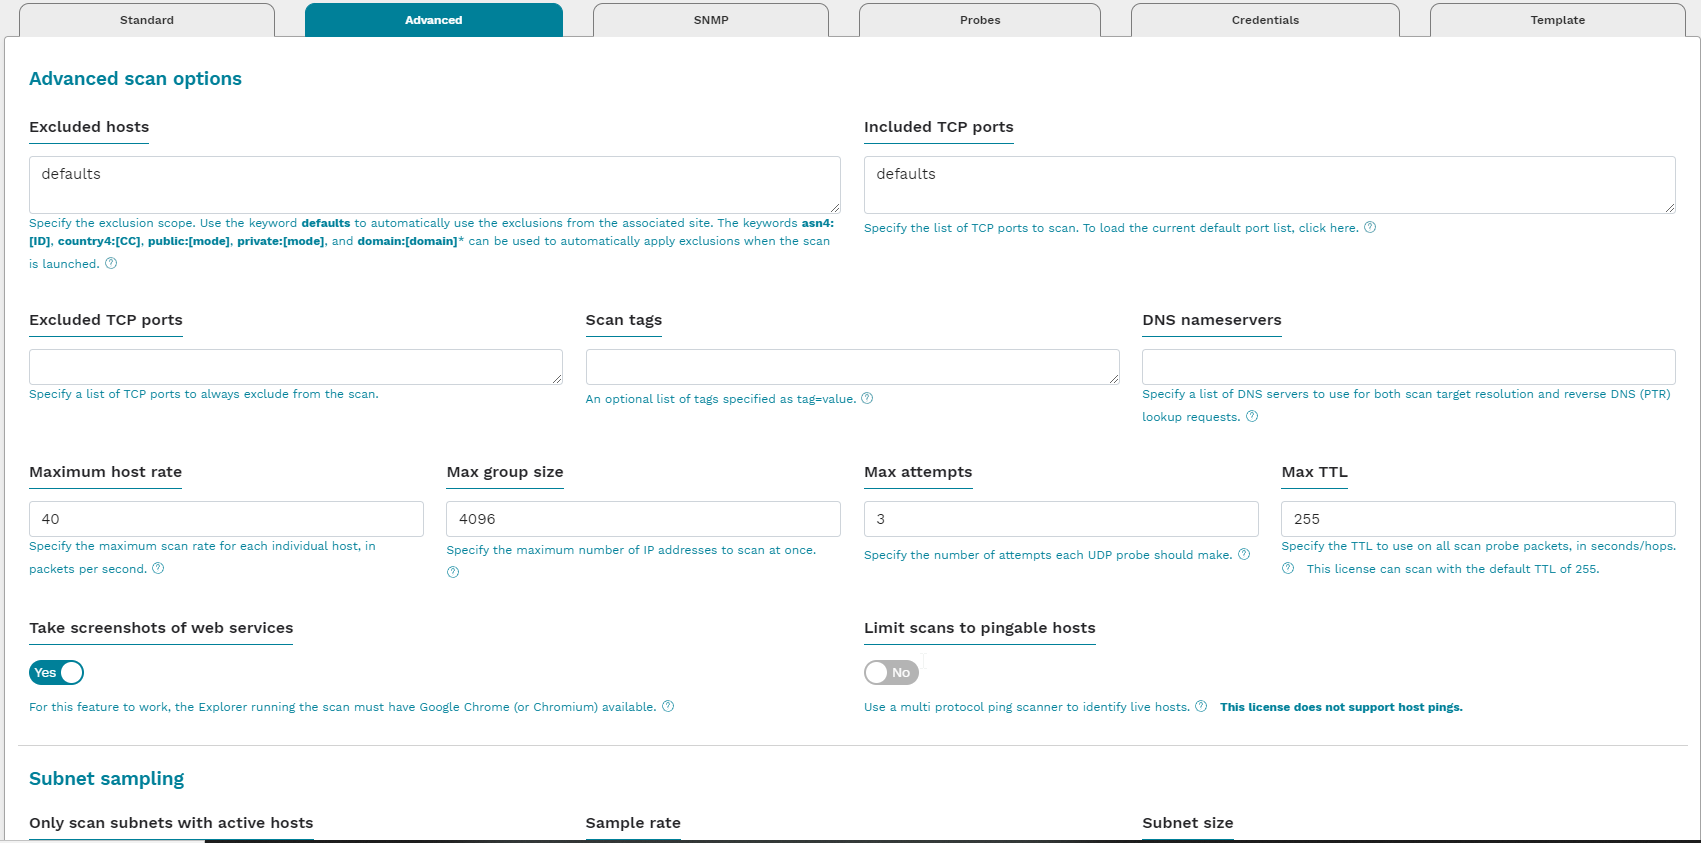 Standard
Advanced
SNMP
Probes
Credentials
Template
Advanced scan options
Excluded hosts
defaults
Specify the exclusion scope. Use the keyword defaults to automatically use the exclusions from the associated site. The keywords asn4:
[ID], country4:[CC], public:[mode], private:[mode], and domain:[domain]* can be used to automatically apply exclusions when the scan
is launched.
Included TCP ports
defaults
Specify the list of TCP ports to scan. To load the current default port list, click here.
Excluded TCP ports
Specify a list of TCP ports to always exclude from the scan.
Scan tags
An optional list of tags specified as tag=value.
DNS nameservers
Specify a list of DNS servers to use for both scan target resolution and reverse DNS (PTR)
lookup requests.
Maximum host rate
40
Specify the maximum scan rate for each individual host, in
packets per second.
Max group size
4096
Specify the maximum number of IP addresses to scan at once.
Max attempts
3
Specify the number of attempts each UDP probe should make.
Max TTL
255
Specify the TTL to use on all scan probe packets, in seconds/hops.
This license can scan with the default TTL of 255.
Take screenshots of web services
Yes
For this feature to work, the Explorer running the scan must have Google Chrome (or Chromium) available.
Limit scans to pingable hosts
No
Use a multi protocol ping scanner to identify live hosts. This license does not support host pings.
Subnet sampling
Only scan subnets with active hosts
Sample rate
Subnet size